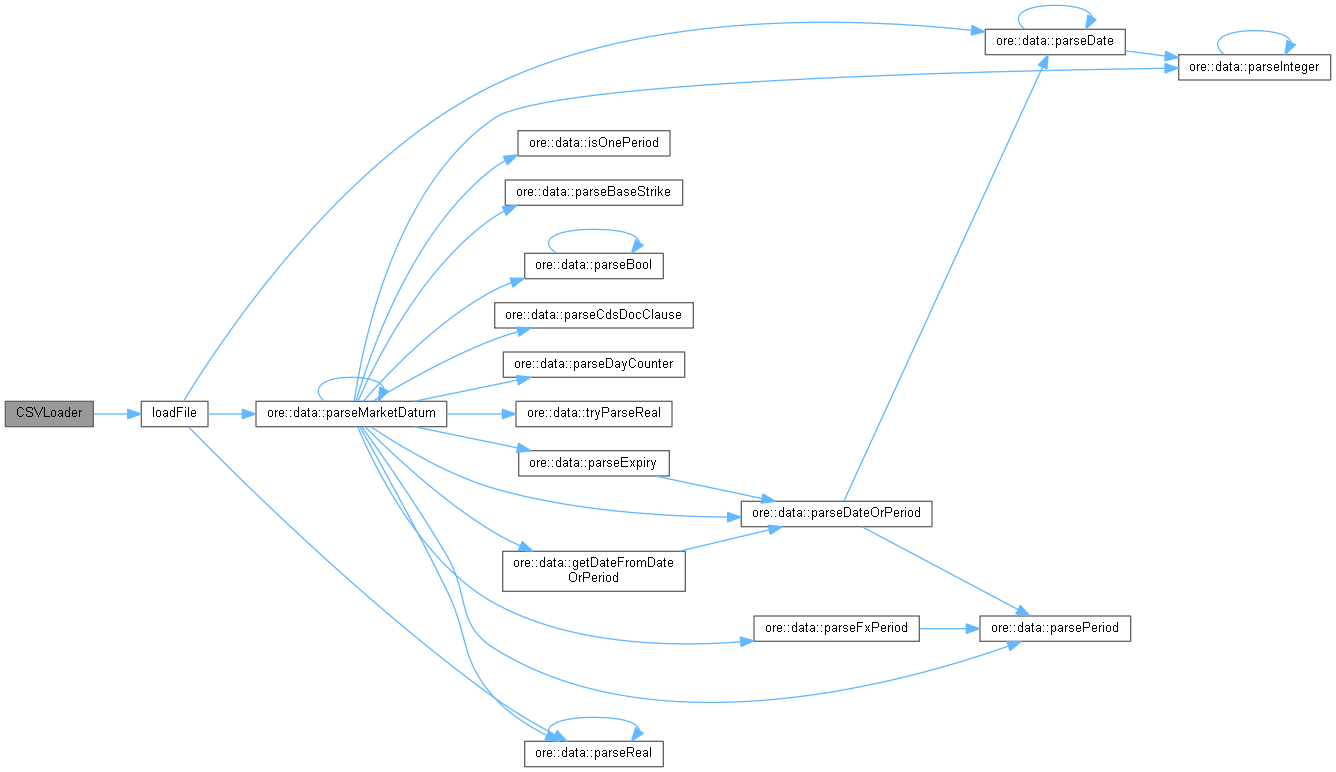 ore::data::parseDate
ore::data::parseInteger
ore::data::isOnePeriod
ore::data::parseBaseStrike
ore::data::parseBool
ore::data::parseCdsDocClause
ore::data::parseDayCounter
CSVLoader
loadFile
ore::data::parseMarketDatum
ore::data::tryParseReal
ore::data::parseExpiry
ore::data::parseDateOrPeriod
ore::data::getDateFromDate
OrPeriod
ore::data::parseFxPeriod
ore::data::parsePeriod
ore::data::parseReal